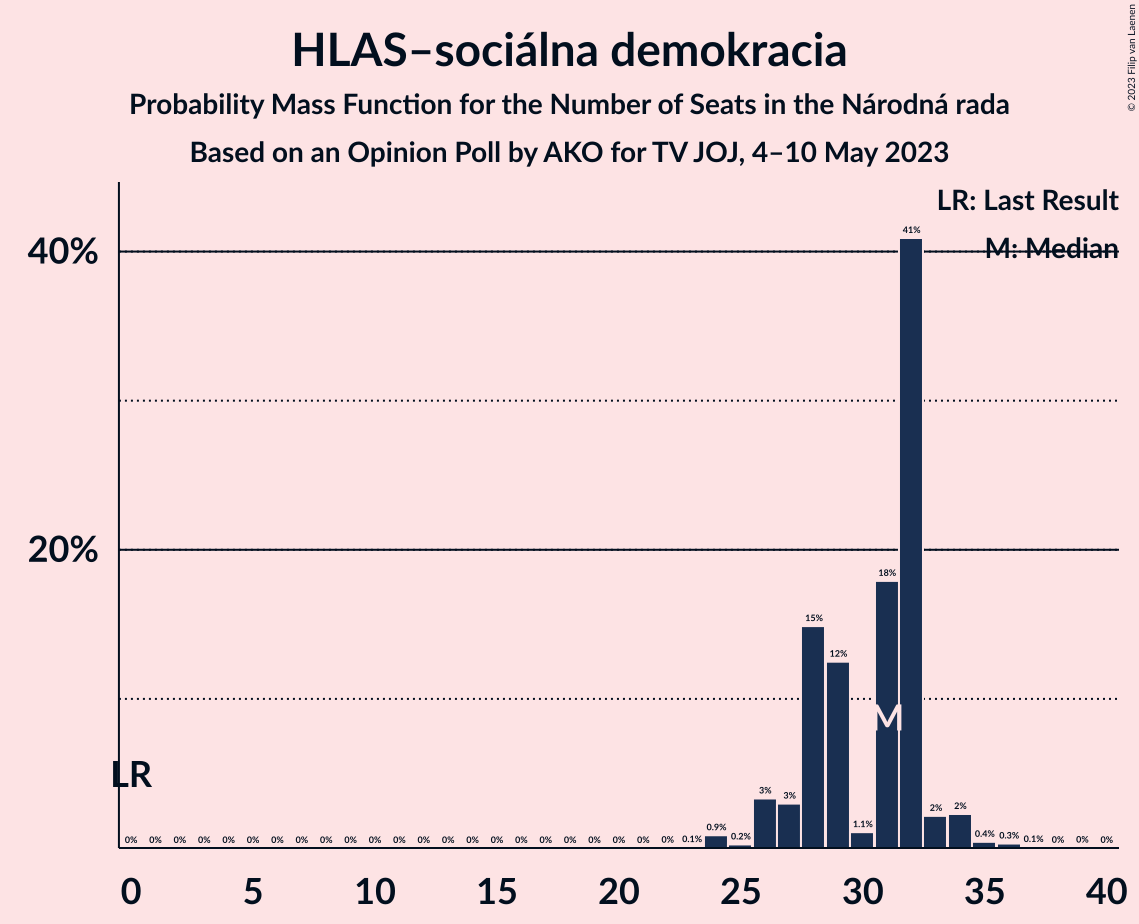 HLAS–sociálna demokracia
Probability Mass Function for the Number of Seats in the Národná rada
Based on an Opinion Poll by AKO for TV JOJ, 4–10 May 2023
© 2023 Filip van Laenen
LR: Last Result
M: Median
40%
20%
41%
18%
15%
12%
M
LR
0% 0% 0% 0% 0% 0% 0% 0% 0% 0% 0% 0% 0% 0% 0% 0% 0% 0% 0% 0% 0% 0% 0% 0.1% 0.9% 0.2% 3% 3% 1.1% 2% 2% 0.4% 0.3% 0.1% 0% 0% 0%
0 5 10 15 20 25 30 35 40